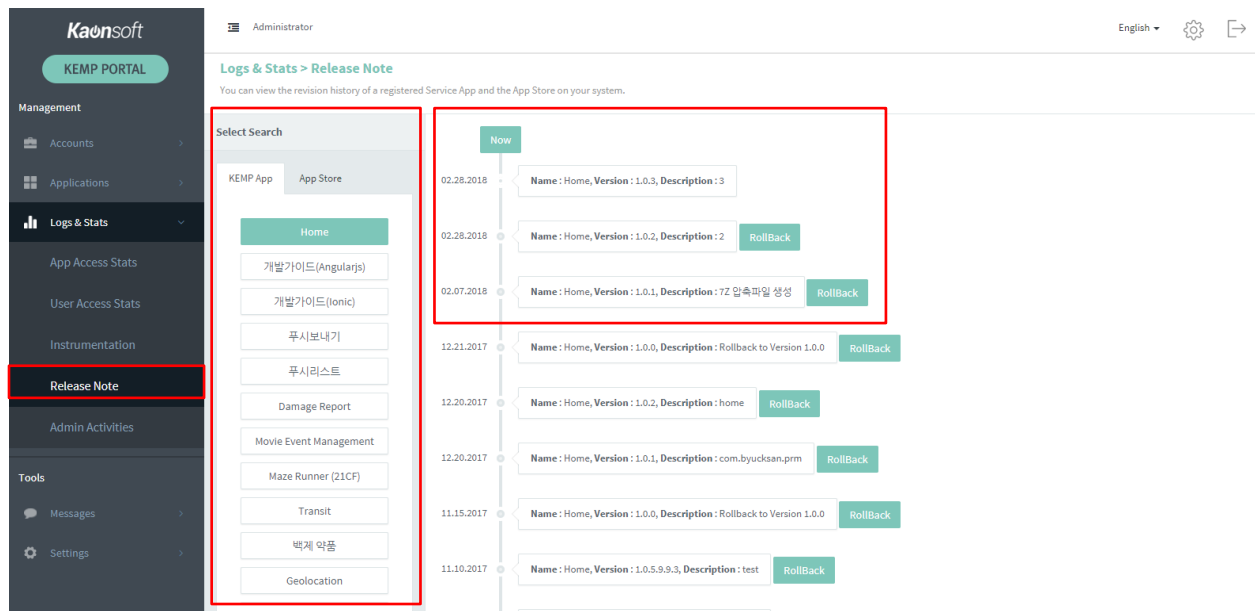 Kaonsoft
Administrator
English
KEMP PORTAL
Logs & Stats > Release Note
You can view the revision history of a registered Service App and the App Store on your system.
Management
Accounts
Applications
Logs & Stats
App Access Stats
User Access Stats
Instrumentation
Release Note
Admin Activities
Tools
Messages
Settings
Select Search
KEMP App
App Store
Home
개발가이드(Angularjs)
개발가이드(Ionic)
푸시보내기
푸시리스트
Damage Report
Movie Event Management
Maze Runner (21CF)
Transit
백제 약품
Geolocation
Now
02.28.2018 Name : Home, Version : 1.0.3, Description : 3
02.28.2018 Name : Home, Version : 1.0.2, Description : 2 RollBack
02.07.2018 Name : Home, Version : 1.0.1, Description : 7Z 압축파일 생성 RollBack
12.21.2017 Name : Home, Version : 1.0.0, Description : Rollback to Version 1.0.0 RollBack
12.20.2017 Name : Home, Version : 1.0.2, Description : home RollBack
12.20.2017 Name : Home, Version : 1.0.1, Description : com.byucksan.prm RollBack
11.15.2017 Name : Home, Version : 1.0.0, Description : Rollback to Version 1.0.0 RollBack
11.10.2017 Name : Home, Version : 1.0.5.9.9.3, Description : test RollBack